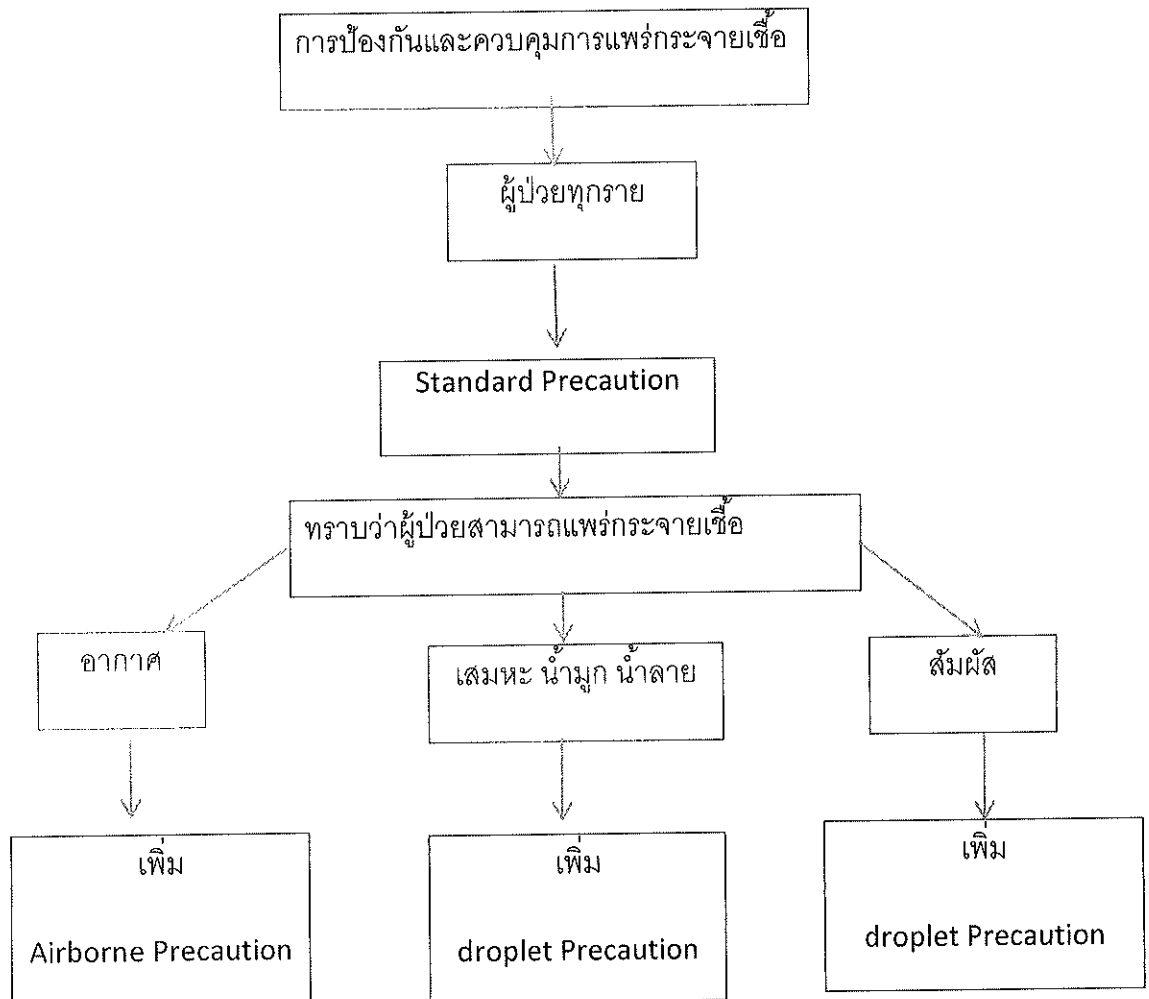 การป้องกันและควบคุมการแพร่กระจายเชื้อ
ผู้ป่วยทุกราย
Standard Precaution
ทราบว่าผู้ป่วยสามารถแพร่กระจายเชื้อ
อากาศ
เสมหะ น้ำมูก น้ำลาย
สัมผัส
เพิ่ม
Airborne Precaution
เพิ่ม
droplet Precaution
เพิ่ม
droplet Precaution